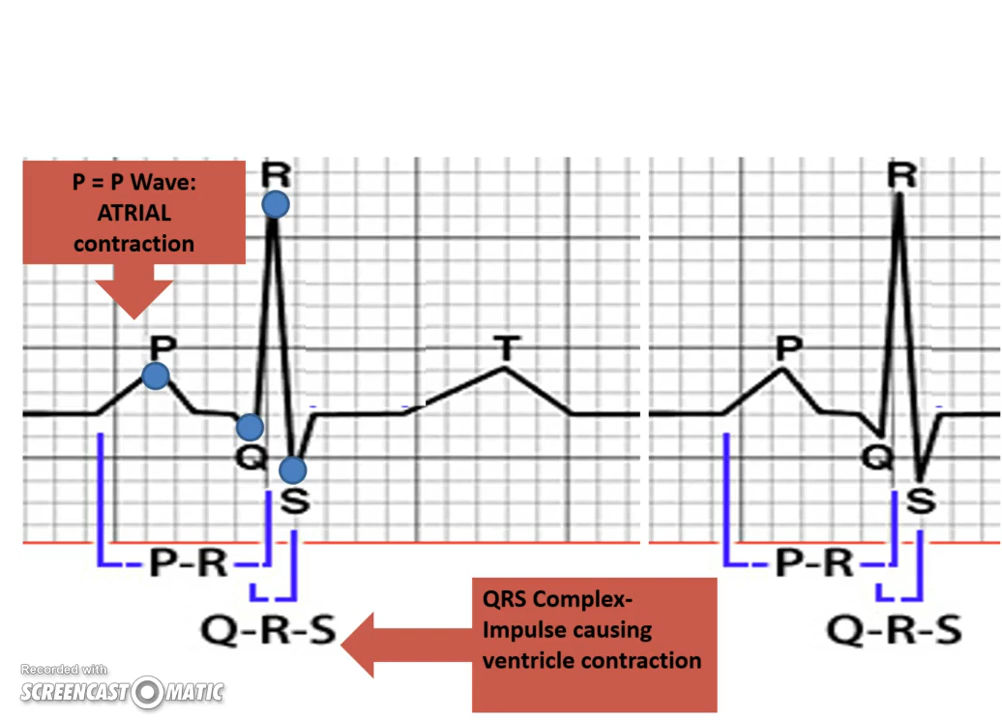 P = P Wave:
ATRIAL
contraction
R
P
Q
S
T
P-R
Q-R-S
QRS Complex-
Impulse causing
ventricle contraction
R
P
Q
S
P-R
Q-R-S
Recorded with
SCREENCAST-O-MATIC